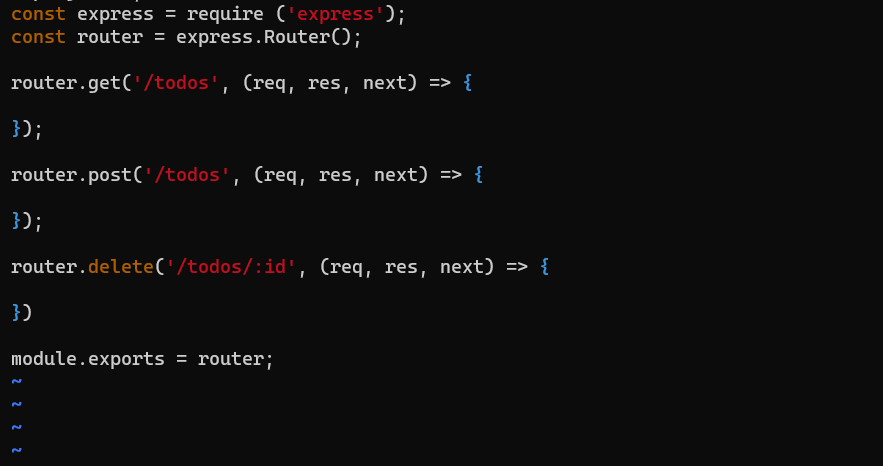 const express = require ('express');
const router = express.Router();
router.get('/todos', (req, res, next) => {
});
router.post('/todos', (req, res, next) => {
});
router.delete('/todos/:id', (req, res, next) => {
})
module.exports = router;
~
~
~
~